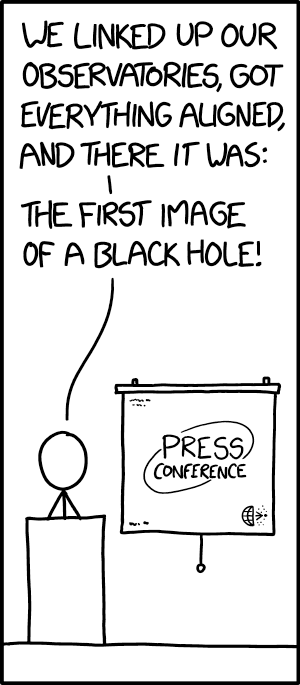 WE LINKED UP OUR
OBSERVATORIES, GOT
EVERYTHING ALIGNED,
AND THERE IT WAS:
THE FIRST IMAGE
OF A BLACK HOLE!
PRESS
CONFERENCE